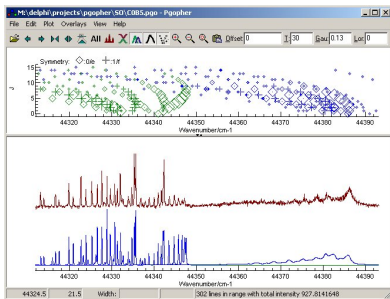 M:\delphi\projects\pgopher\SO\C0B5.pgo - Pgopher
File Edit Plot Overlays View Help
All Offset 0 T: 30 Gau 0.13 Lor 0
Symmetry: 0/e 1/f
15
10
5
0
J
44320 44330 44340 44350 44360 44370 44380 44390
Wavenumber/cm-1
44320 44330 44340 44350 44360 44370 44380 44390
Wavenumber/cm-1
44324.5 21.5 Width: 302 lines in range with total intensity 927.8141648